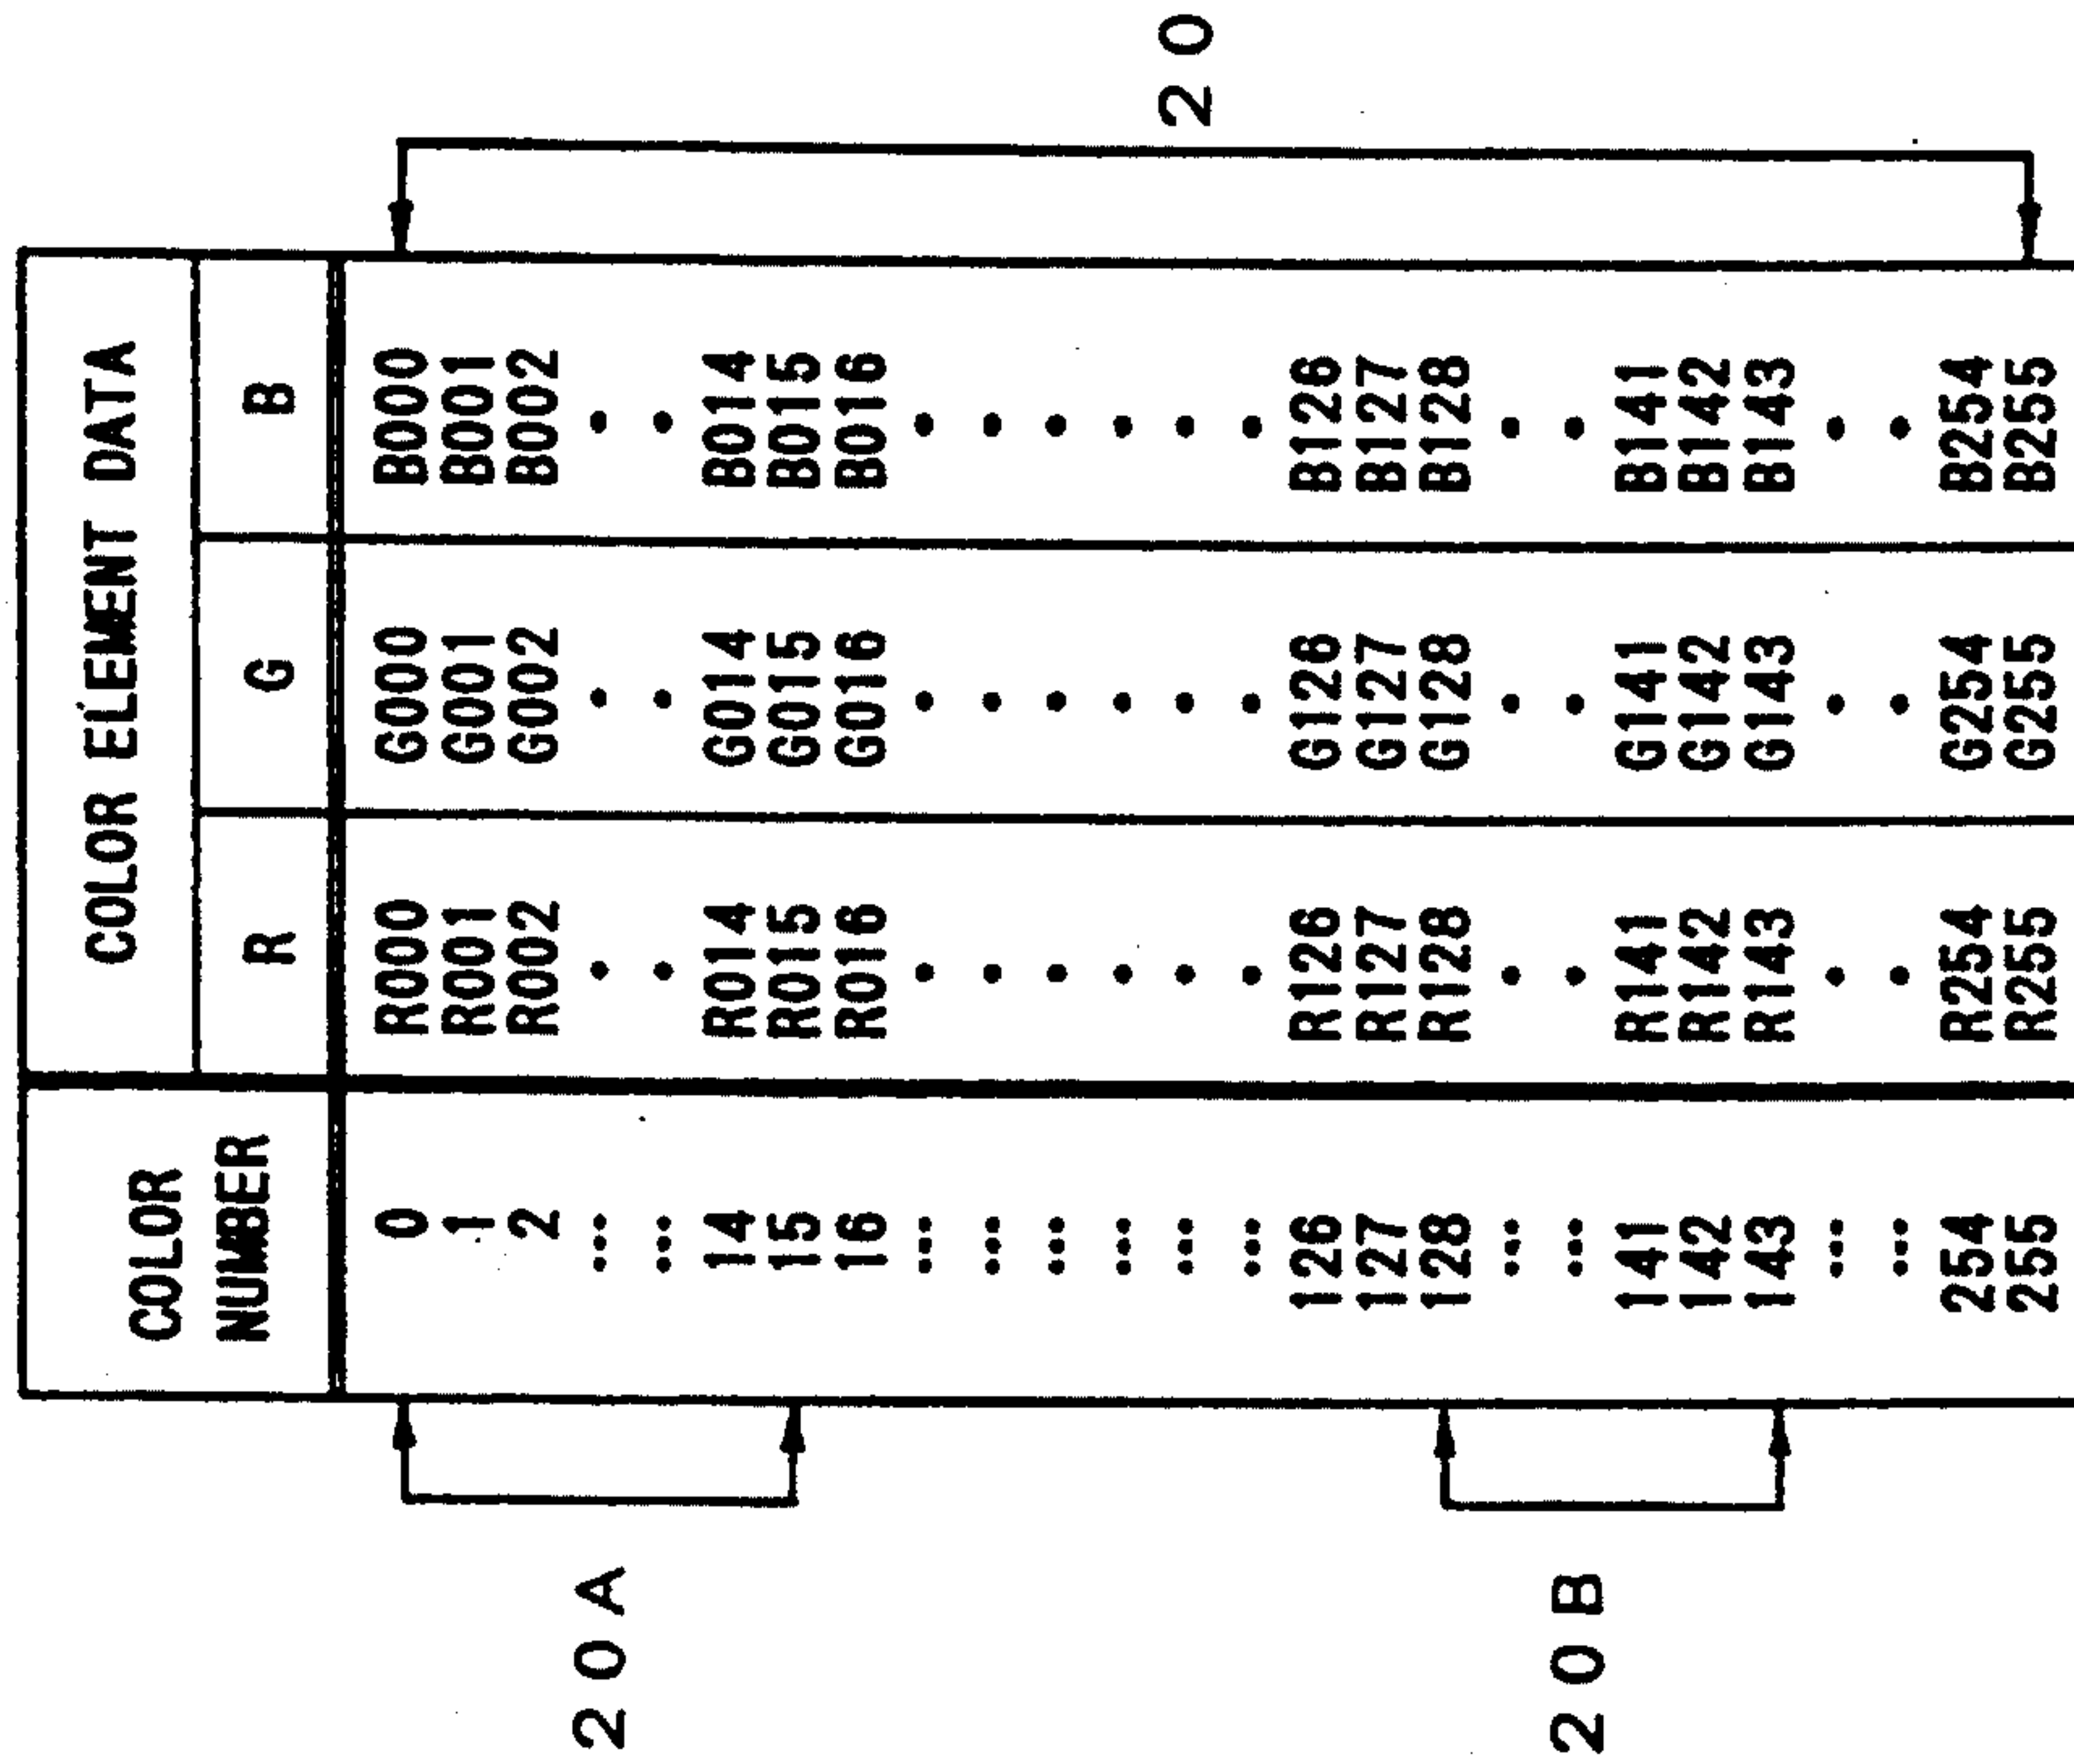 COLOR NUMBER
COLOR ELEMENT DATA
R G B
0 R000 G000 B000
1 R001 G001 B001
2 R002 G002 B002
20A ... . . .
... . . .
14 R014 G014 B014
15 R015 G015 B015
16 R016 G016 B016
... . . .
... . . .
... . . .
... . . .
... . . . 20
... . . .
126 R126 G126 B126
127 R127 G127 B127
128 R128 G128 B128
... . . .
20B ... . . .
141 R141 G141 B141
142 R142 G142 B142
143 R143 G143 B143
... . . .
... . . .
254 R254 G254 B254
255 R255 G255 B255